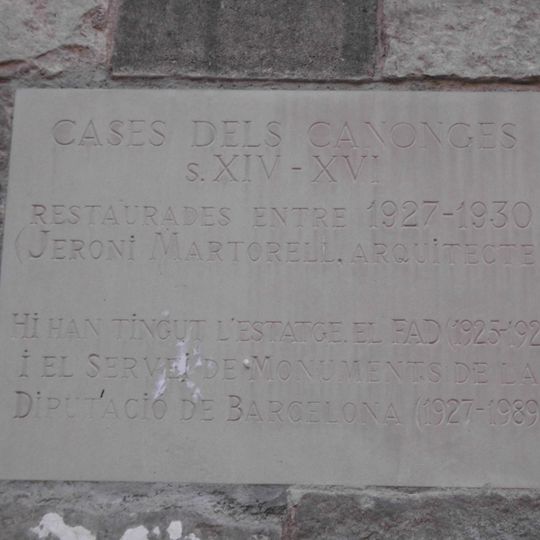 CASES DELS CANONGES
S. XIV - XVI
RESTAURADES ENTRE 1927-1930
(JERONI MARTORELL, ARQUITECTE
HI HAN TINGUT L'ESTATGE, EL FAD (1925-192
I EL SERVEI DE MONUMENTS DE LA
DIPUTACIÓ DE BARCELONA (1927-1989